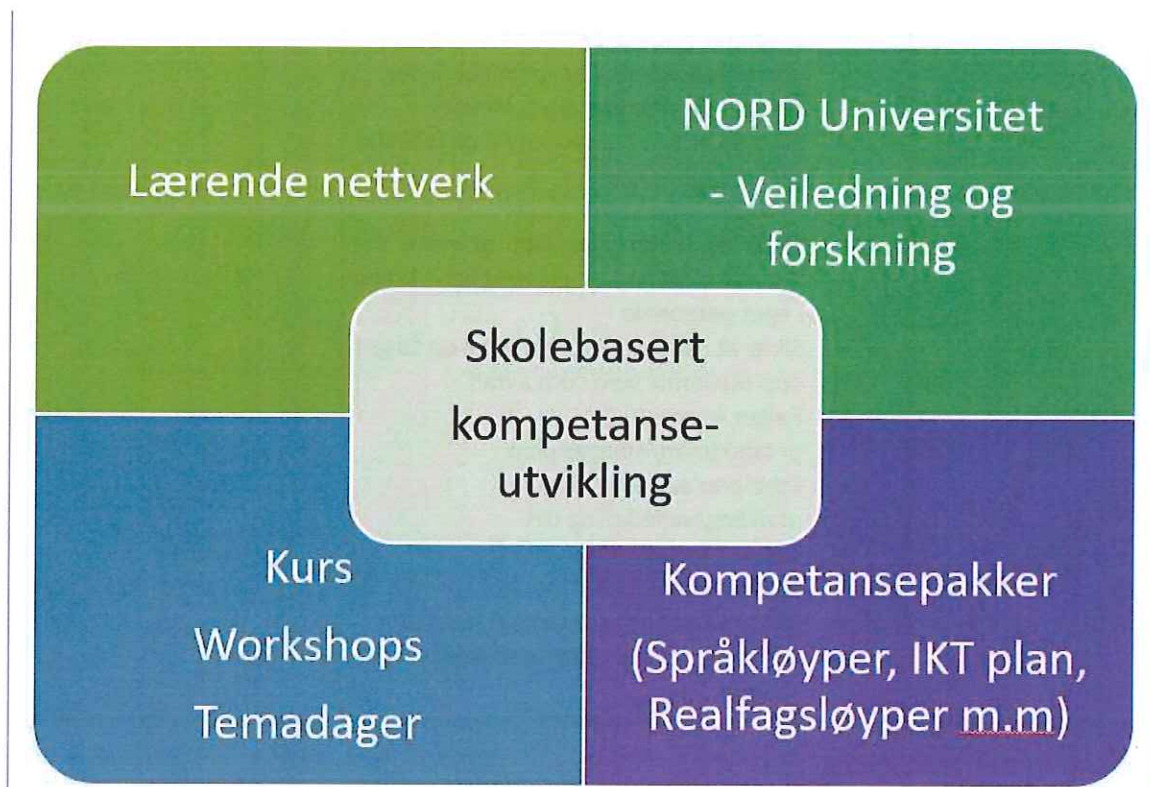 Lærende nettverk
NORD Universitet
- Veiledning og
forskning
Skolebasert
kompetanse-
utvikling
Kurs
Workshops
Temadager
Kompetansepakker
(Språkløyper, IKT plan,
Realfagsløyper m.m)